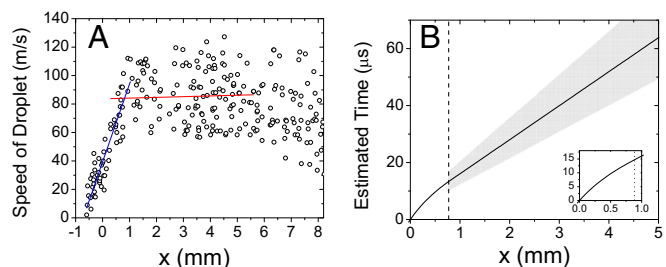 A
Speed of Droplet (m/s)
140
120
100
80
60
40
20
0
-1 0 1 2 3 4 5 6 7 8
x (mm)
B
Estimated Time (μs)
60
40
20
0
0 1 2 3 4 5
x (mm)
15
10
5
0
0.0 0.5 1.0